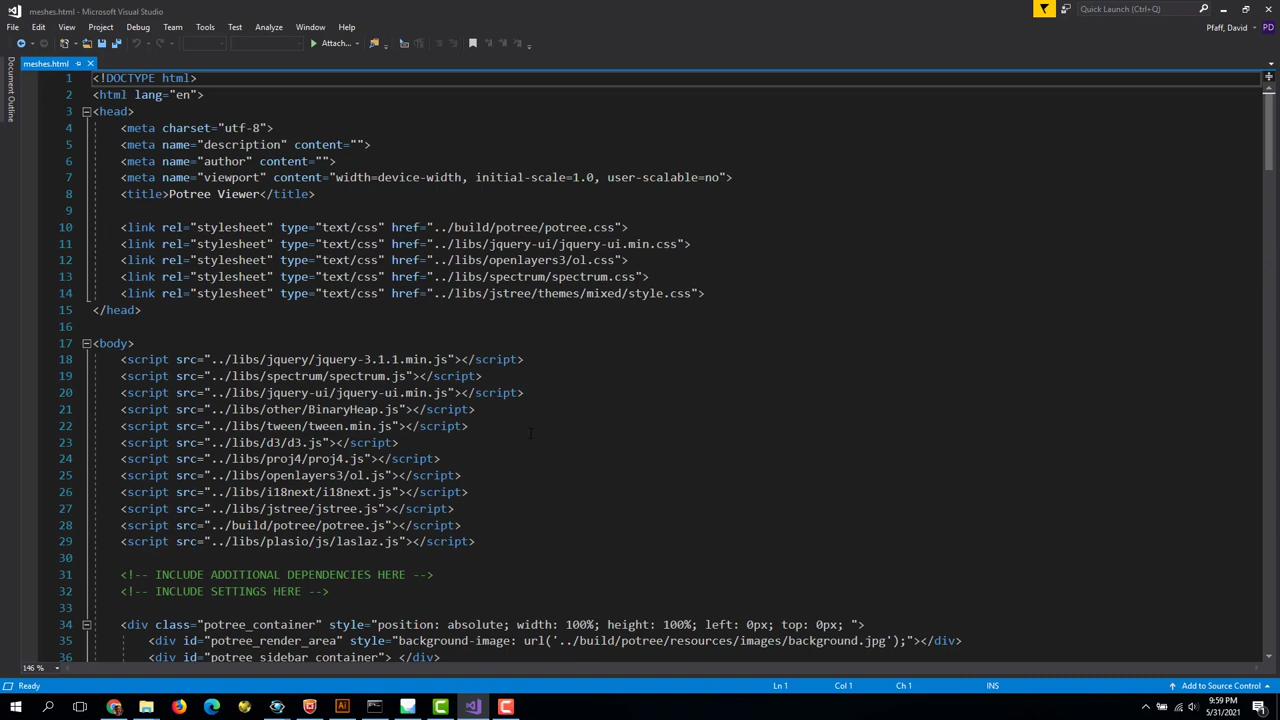 meshes.html - Microsoft Visual Studio
Quick Launch (Ctrl+Q)
File Edit View Project Debug Team Tools Test Analyze Window Help
Pfaff, David PD
Attach...
meshes.html
Document Outline
1 <!DOCTYPE html>
2 <html lang="en">
3 <head>
4 <meta charset="utf-8">
5 <meta name="description" content="">
6 <meta name="author" content="">
7 <meta name="viewport" content="width=device-width, initial-scale=1.0, user-scalable=no">
8 <title>Potree Viewer</title>
9
10 <link rel="stylesheet" type="text/css" href="../build/potree/potree.css">
11 <link rel="stylesheet" type="text/css" href="../libs/jquery-ui/jquery-ui.min.css">
12 <link rel="stylesheet" type="text/css" href="../libs/openlayers3/ol.css">
13 <link rel="stylesheet" type="text/css" href="../libs/spectrum/spectrum.css">
14 <link rel="stylesheet" type="text/css" href="../libs/jstree/themes/mixed/style.css">
15 </head>
16
17 <body>
18 <script src="../libs/jquery/jquery-3.1.1.min.js"></script>
19 <script src="../libs/spectrum/spectrum.js"></script>
20 <script src="../libs/jquery-ui/jquery-ui.min.js"></script>
21 <script src="../libs/other/BinaryHeap.js"></script>
22 <script src="../libs/tween/tween.min.js"></script>
23 <script src="../libs/d3/d3.js"></script>
24 <script src="../libs/proj4/proj4.js"></script>
25 <script src="../libs/openlayers3/ol.js"></script>
26 <script src="../libs/i18next/i18next.js"></script>
27 <script src="../libs/jstree/jstree.js"></script>
28 <script src="../build/potree/potree.js"></script>
29 <script src="../libs/plasio/js/laslaz.js"></script>
30
31 <!-- INCLUDE ADDITIONAL DEPENDENCIES HERE -->
32 <!-- INCLUDE SETTINGS HERE -->
33
34 <div class="potree_container" style="position: absolute; width: 100%; height: 100%; left: 0px; top: 0px; ">
35 <div id="potree_render_area" style="background-image: url('../build/potree/resources/images/background.jpg');"></div>
36 <div id="potree_sidebar_container"> </div>
146 %
Ready Ln 1 Col 1 Ch 1 INS Add to Source Control
9:59 PM
5/31/2021